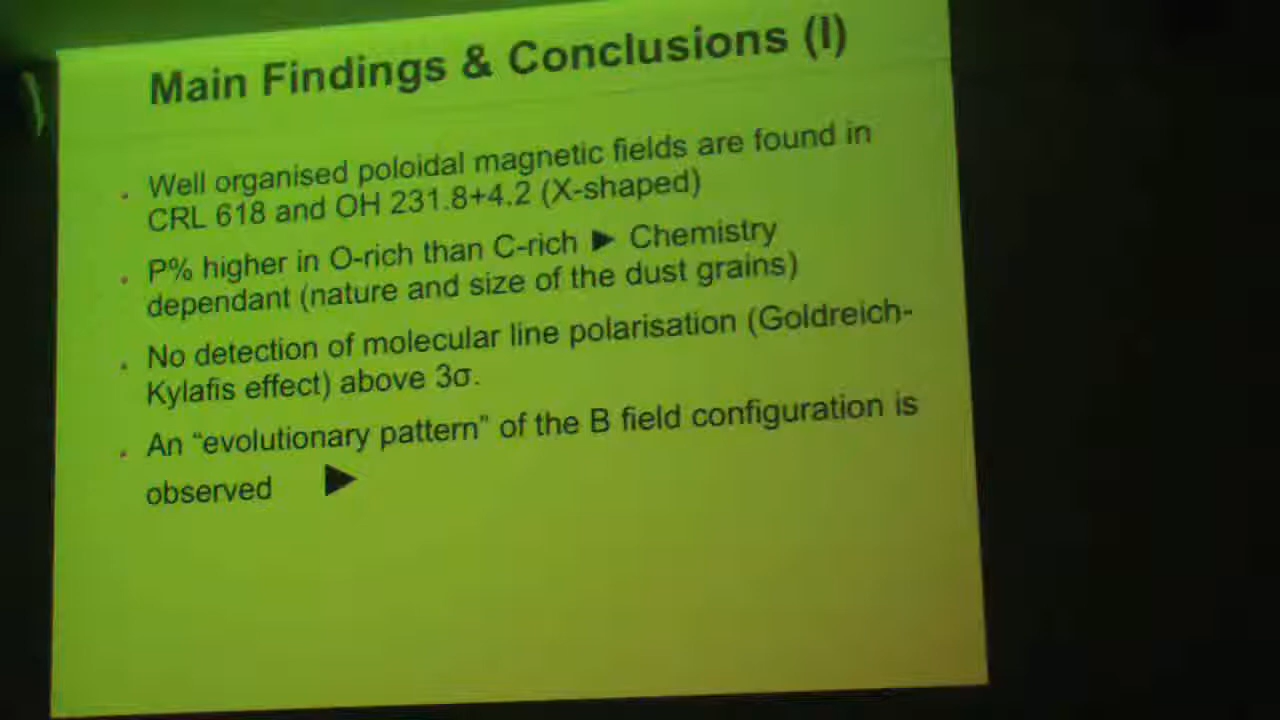 Main Findings & Conclusions (I)
. Well organised poloidal magnetic fields are found in
CRL 618 and OH 231.8+4.2 (X-shaped)
. P% higher in O-rich than C-rich ► Chemistry
dependant (nature and size of the dust grains)
. No detection of molecular line polarisation (Goldreich-
Kylafis effect) above 3σ.
. An “evolutionary pattern” of the B field configuration is
observed ►